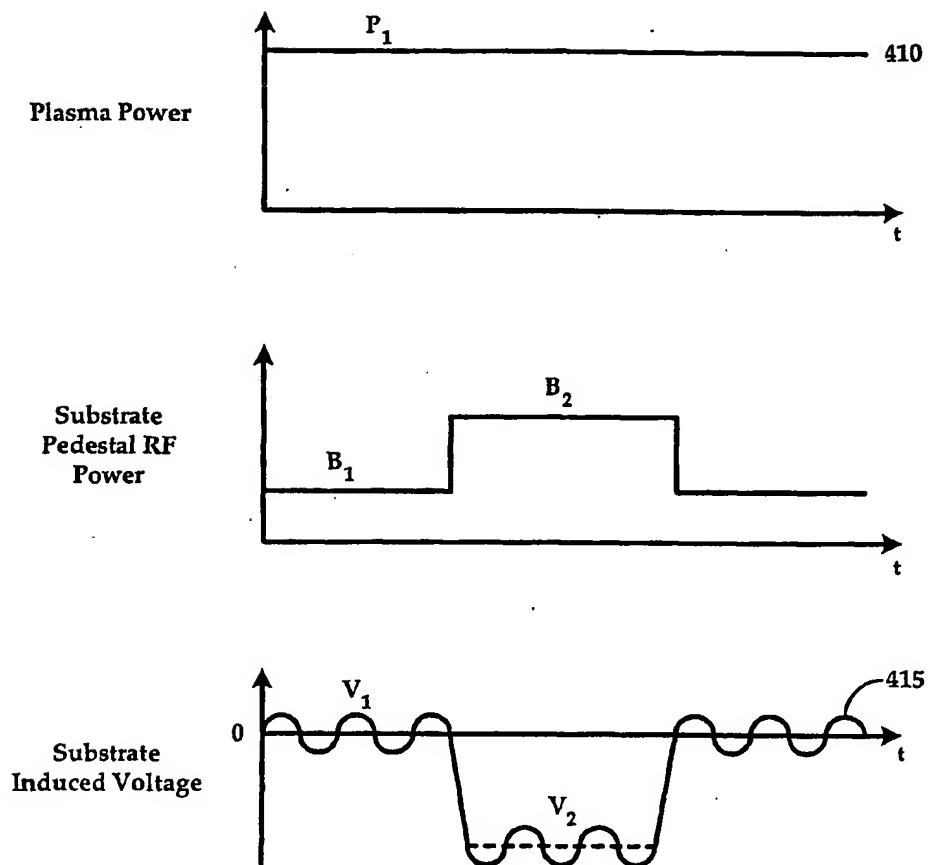 P1
410
Plasma Power
t
B2
Substrate
Pedestal RF
Power
B1
t
V1
415
0
t
Substrate
Induced Voltage
V2